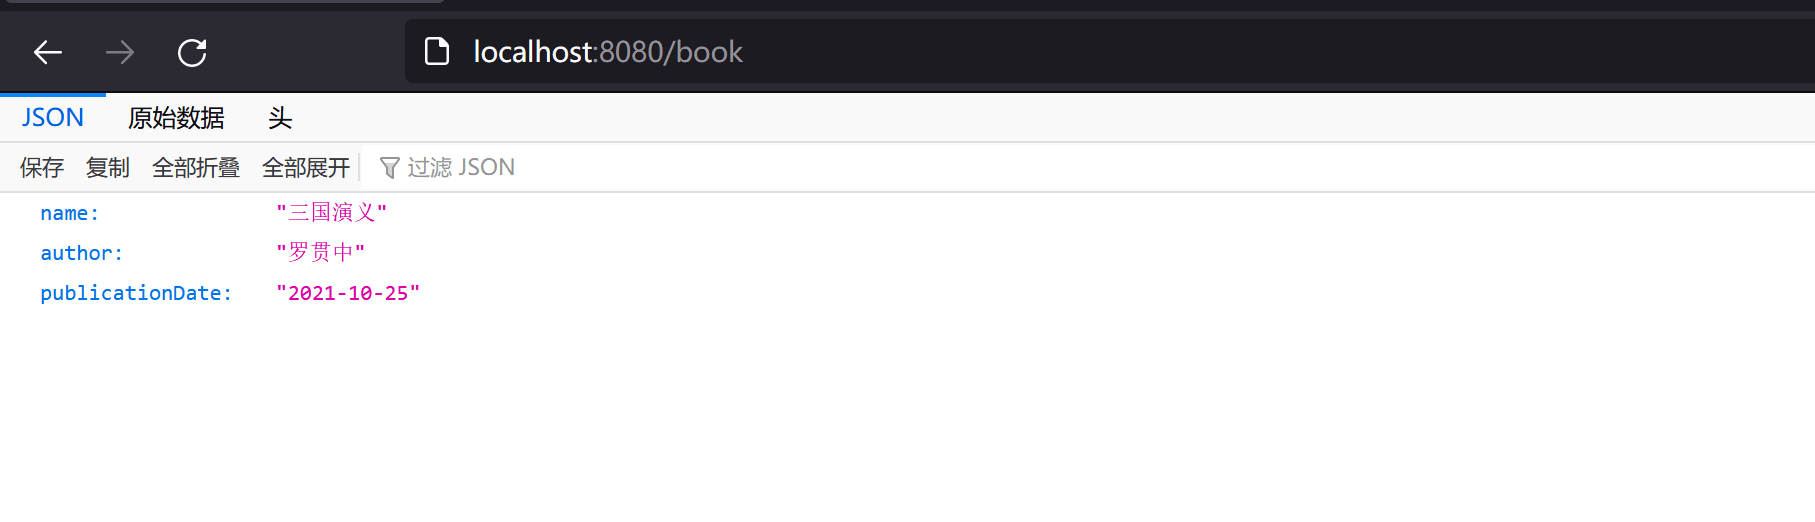 localhost:8080/book
JSON 原始数据 头
保存 复制 全部折叠 全部展开 过滤 JSON
name: "三国演义"
author: "罗贯中"
publicationDate: "2021-10-25"